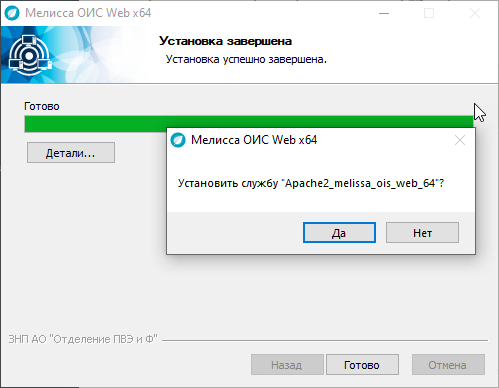 Мелисса ОИС Web x64
Установка завершена
Установка успешно завершена.
Готово
Детали...
Мелисса ОИС Web x64
Установить службу "Apache2_melissa_ois_web_64"?
Да
Нет
ЗНП АО "Отделение ПВЭ и Ф"
Назад
Готово
Отмена